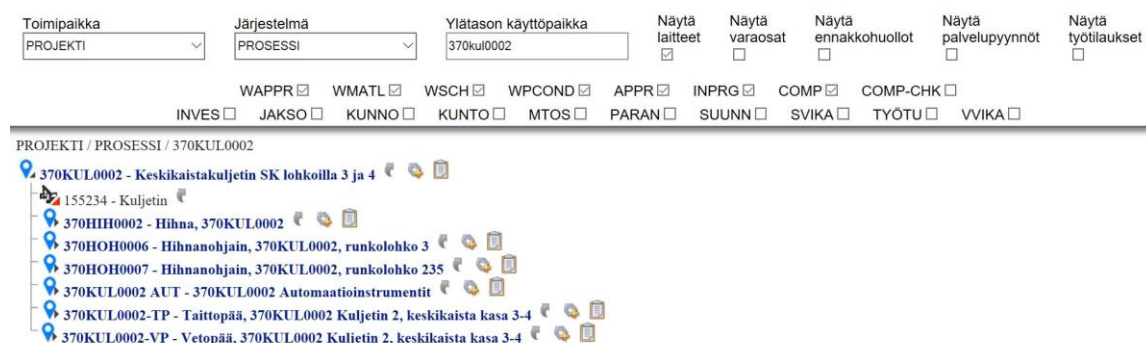 Toimipaikka Järjestelmä Ylätason käyttöpaikka Näytä laitteet Näytä varaosat Näytä ennakkohuollot Näytä palvelupyynnöt Näytä työtilaukset
PROJEKTI PROSESSI 370kul0002
WAPPR WMATL WSCH WPCOND APPR INPRG COMP COMP-CHK
INVES JAKSO KUNNO KUNTO MTOS PARAN SUUNN SVIKA TYÖTU VVIKA
PROJEKTI / PROSESSI / 370KUL0002
370KUL0002 - Keskikaistakuljetin SK lohkoilla 3 ja 4
155234 - Kuljetin
370HIH0002 - Hihna, 370KUL0002
370HOH0006 - Hihnanohjain, 370KUL0002, runkolohko 3
370HOH0007 - Hihnanohjain, 370KUL0002, runkolohko 235
370KUL0002 AUT - 370KUL0002 Automaatioinstrumentit
370KUL0002-TP - Taittopää, 370KUL0002 Kuljetin 2, keskikaista kasa 3-4
370KUL0002-VP - Vetopää, 370KUL0002 Kuljetin 2, keskikaista kasa 3-4